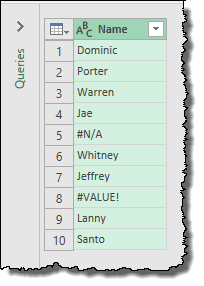 Queries
ABC Name
1 Dominic
2 Porter
3 Warren
4 Jae
5 #N/A
6 Whitney
7 Jeffrey
8 #VALUE!
9 Lanny
10 Santo